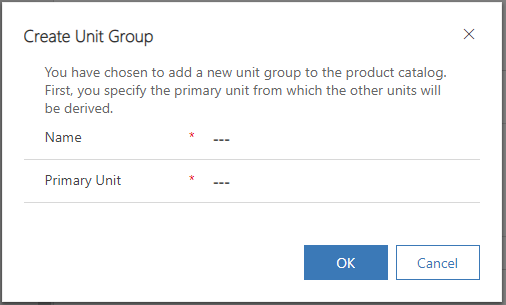 Create Unit Group
You have chosen to add a new unit group to the product catalog.
First, you specify the primary unit from which the other units will
be derived.
Name * ---
Primary Unit * ---
OK Cancel